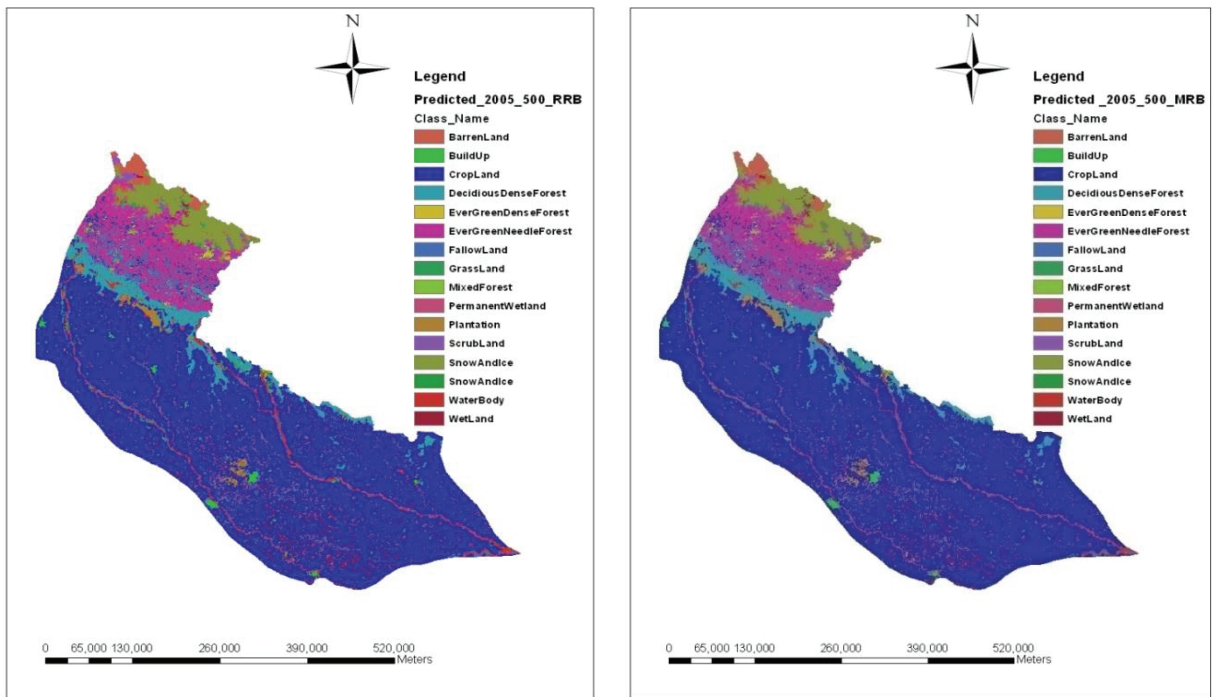 N
Legend
Predicted_2005_500_RRB
Class_Name
BarrenLand
BuildUp
CropLand
DecidiousDenseForest
EverGreenDenseForest
EverGreenNeedleForest
FallowLand
GrassLand
MixedForest
PermanentWetland
Plantation
ScrubLand
SnowAndIce
SnowAndIce
WaterBody
WetLand
0 65,000 130,000 260,000 390,000 520,000
Meters
N
Legend
Predicted _2005_500_MRB
Class_Name
BarrenLand
BuildUp
CropLand
DecidiousDenseForest
EverGreenDenseForest
EverGreenNeedleForest
FallowLand
GrassLand
MixedForest
PermanentWetland
Plantation
ScrubLand
SnowAndIce
SnowAndIce
WaterBody
WetLand
0 65,000 130,000 260,000 390,000 520,000
Meters